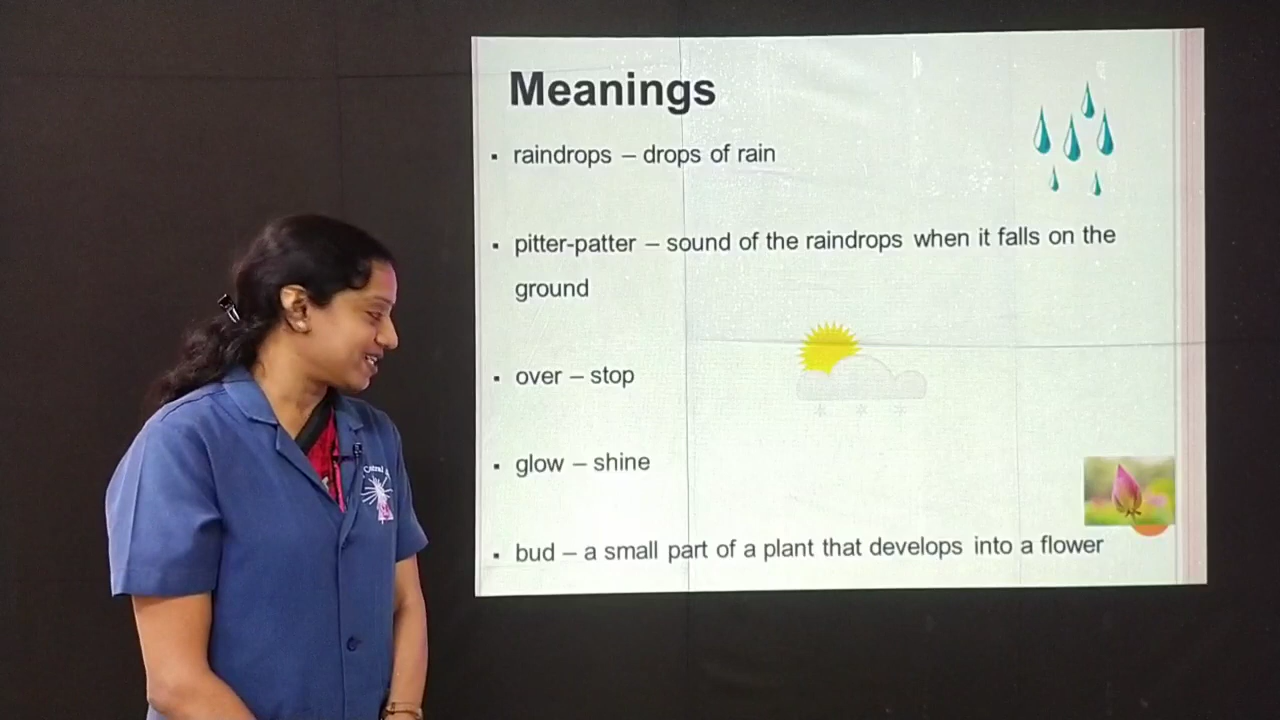 Meanings
▪ raindrops – drops of rain
▪ pitter-patter – sound of the raindrops when it falls on the
ground
▪ over – stop
▪ glow – shine
▪ bud – a small part of a plant that develops into a flower